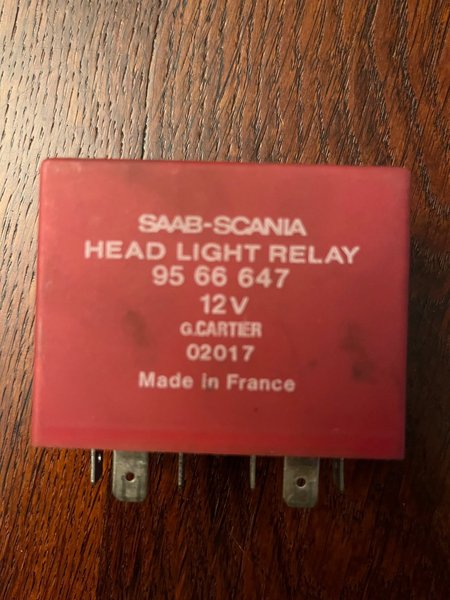 SAAB-SCANIA
HEAD LIGHT RELAY
95 66 647
12V
G.CARTIER
02017
Made in France